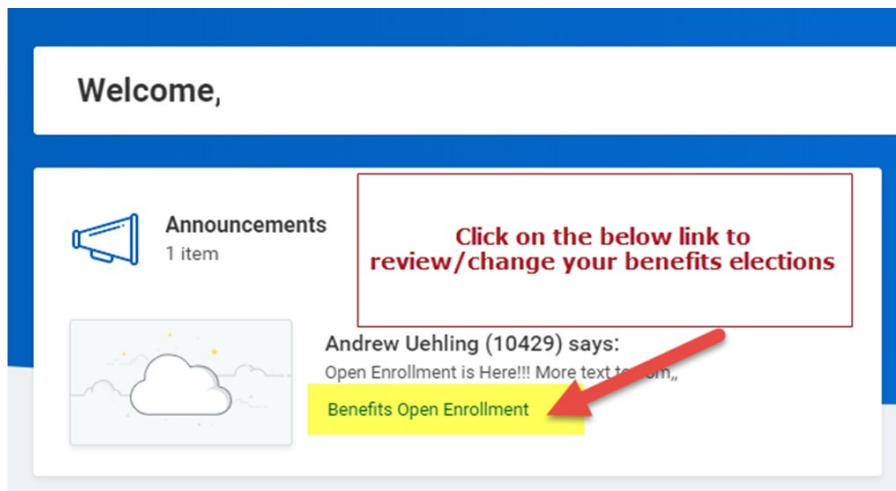 Welcome,
Announcements
1 item
Click on the below link to
review/change your benefits elections
Andrew Uehling (10429) says:
Open Enrollment is Here!!! More text
Benefits Open Enrollment